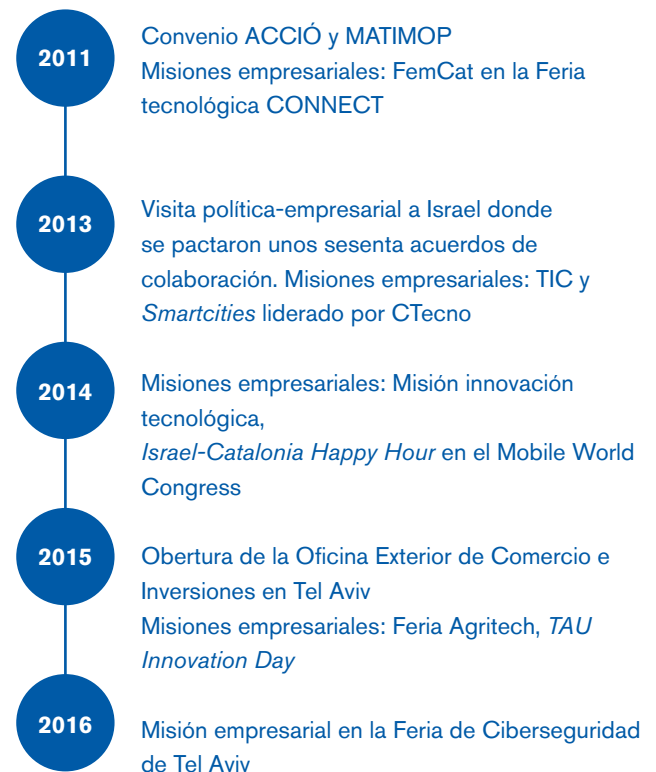 2011
Convenio ACCIÓ y MATIMOP
Misiones empresariales: FemCat en la Feria
tecnológica CONNECT
2013
Visita política-empresarial a Israel donde
se pactaron unos sesenta acuerdos de
colaboración. Misiones empresariales: TIC y
Smartcities liderado por CTecno
2014
Misiones empresariales: Misión innovación
tecnológica,
Israel-Catalonia Happy Hour en el Mobile World
Congress
2015
Obertura de la Oficina Exterior de Comercio e
Inversiones en Tel Aviv
Misiones empresariales: Feria Agritech, TAU
Innovation Day
2016
Misión empresarial en la Feria de Ciberseguridad
de Tel Aviv